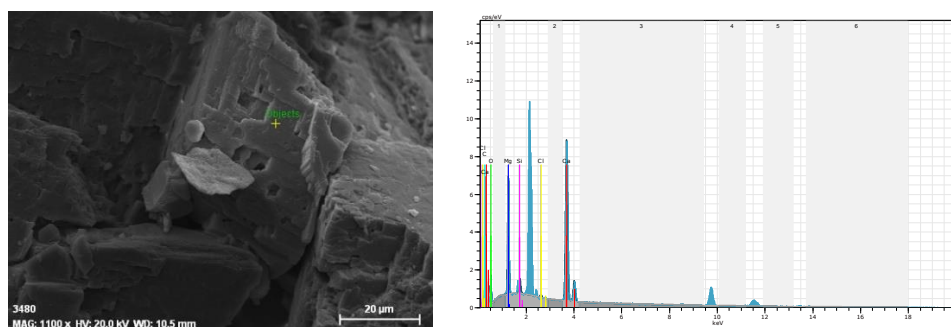 Objects
3480
20 µm
MAG: 1100 x HV: 20.0 kV WD: 10.5 mm
cps/eV
1 2 3 4 5 6
14
12
10
8
Cl
C
O Mg Si Cl Ca
Ca
6
4
2
0
2 4 6 8 10 12 14 16 18
keV